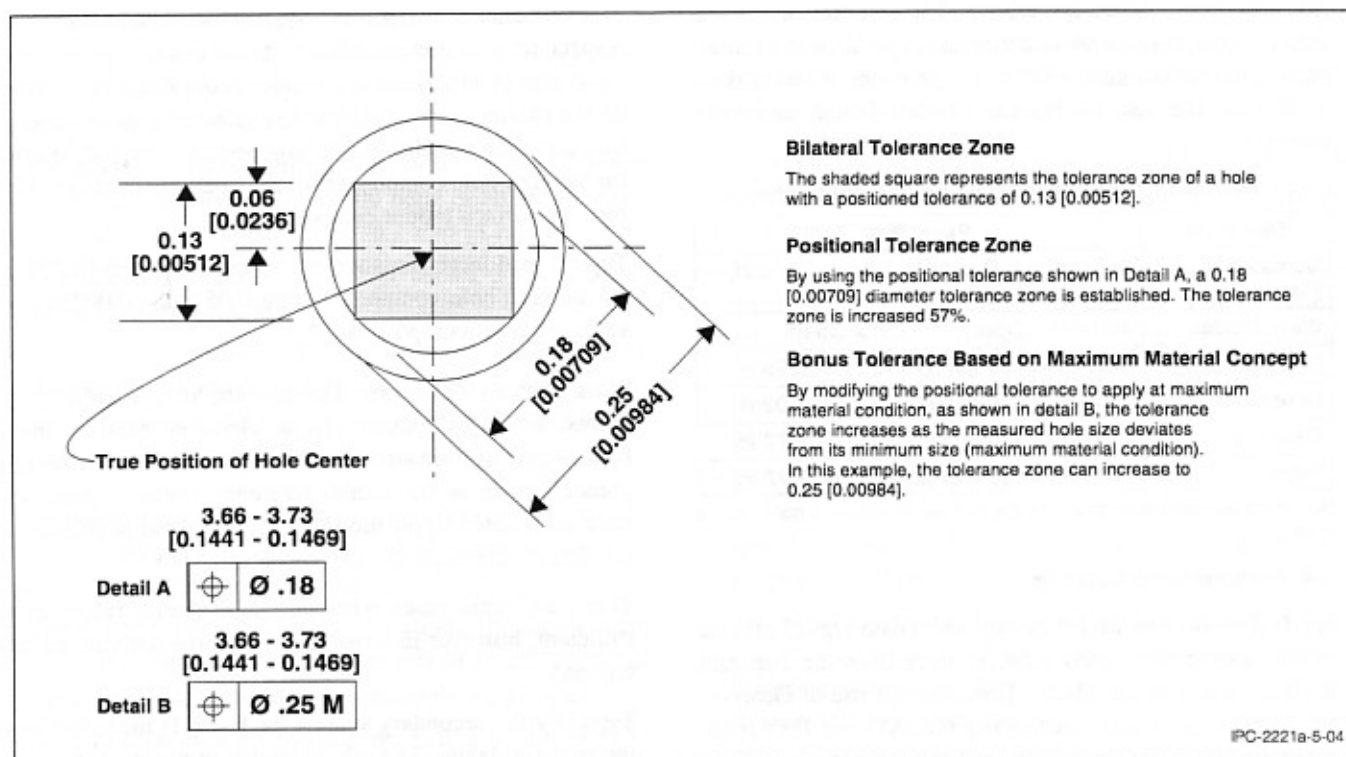 0.06
[0.0236]
0.13
[0.00512]
0.18
[0.00709]
0.25
[0.00984]
True Position of Hole Center
3.66 - 3.73
[0.1441 - 0.1469]
Detail A ⌖ Ø .18
3.66 - 3.73
[0.1441 - 0.1469]
Detail B ⌖ Ø .25 M
Bilateral Tolerance Zone
The shaded square represents the tolerance zone of a hole
with a positioned tolerance of 0.13 [0.00512].
Positional Tolerance Zone
By using the positional tolerance shown in Detail A, a 0.18
[0.00709] diameter tolerance zone is established. The tolerance
zone is increased 57%.
Bonus Tolerance Based on Maximum Material Concept
By modifying the positional tolerance to apply at maximum
material condition, as shown in detail B, the tolerance
zone increases as the measured hole size deviates
from its minimum size (maximum material condition).
In this example, the tolerance zone can increase to
0.25 [0.00984].
IPC-2221a-5-04